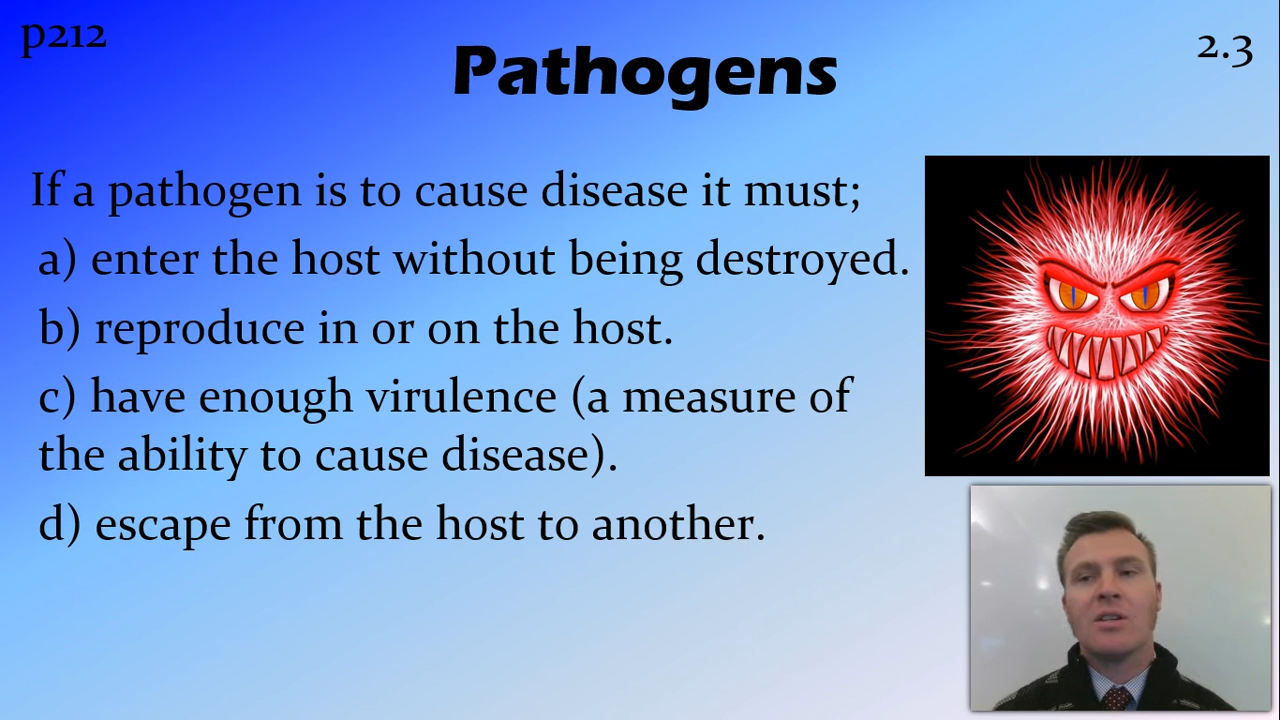 p212
2.3
Pathogens
If a pathogen is to cause disease it must;
a) enter the host without being destroyed.
b) reproduce in or on the host.
c) have enough virulence (a measure of
the ability to cause disease).
d) escape from the host to another.